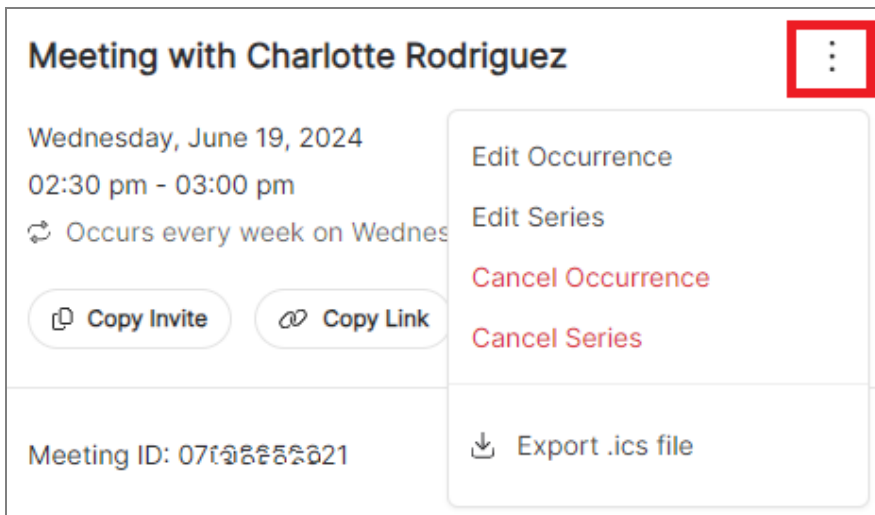 Meeting with Charlotte Rodriguez
Wednesday, June 19, 2024
02:30 pm - 03:00 pm
Occurs every week on Wednes
Copy Invite
Copy Link
Edit Occurrence
Edit Series
Cancel Occurrence
Cancel Series
Export .ics file
Meeting ID: